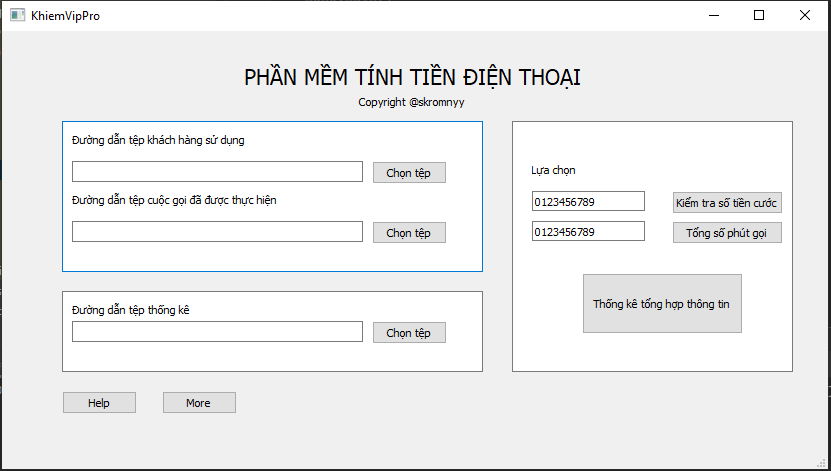 KhiemVipPro
PHẦN MỀM TÍNH TIỀN ĐIỆN THOẠI
Copyright @skromnyy
Đường dẫn tệp khách hàng sử dụng
Chọn tệp
Đường dẫn tệp cuộc gọi đã được thực hiện
Chọn tệp
Đường dẫn tệp thống kê
Chọn tệp
Lựa chọn
0123456789
Kiểm tra số tiền cước
0123456789
Tổng số phút gọi
Thống kê tổng hợp thông tin
Help
More